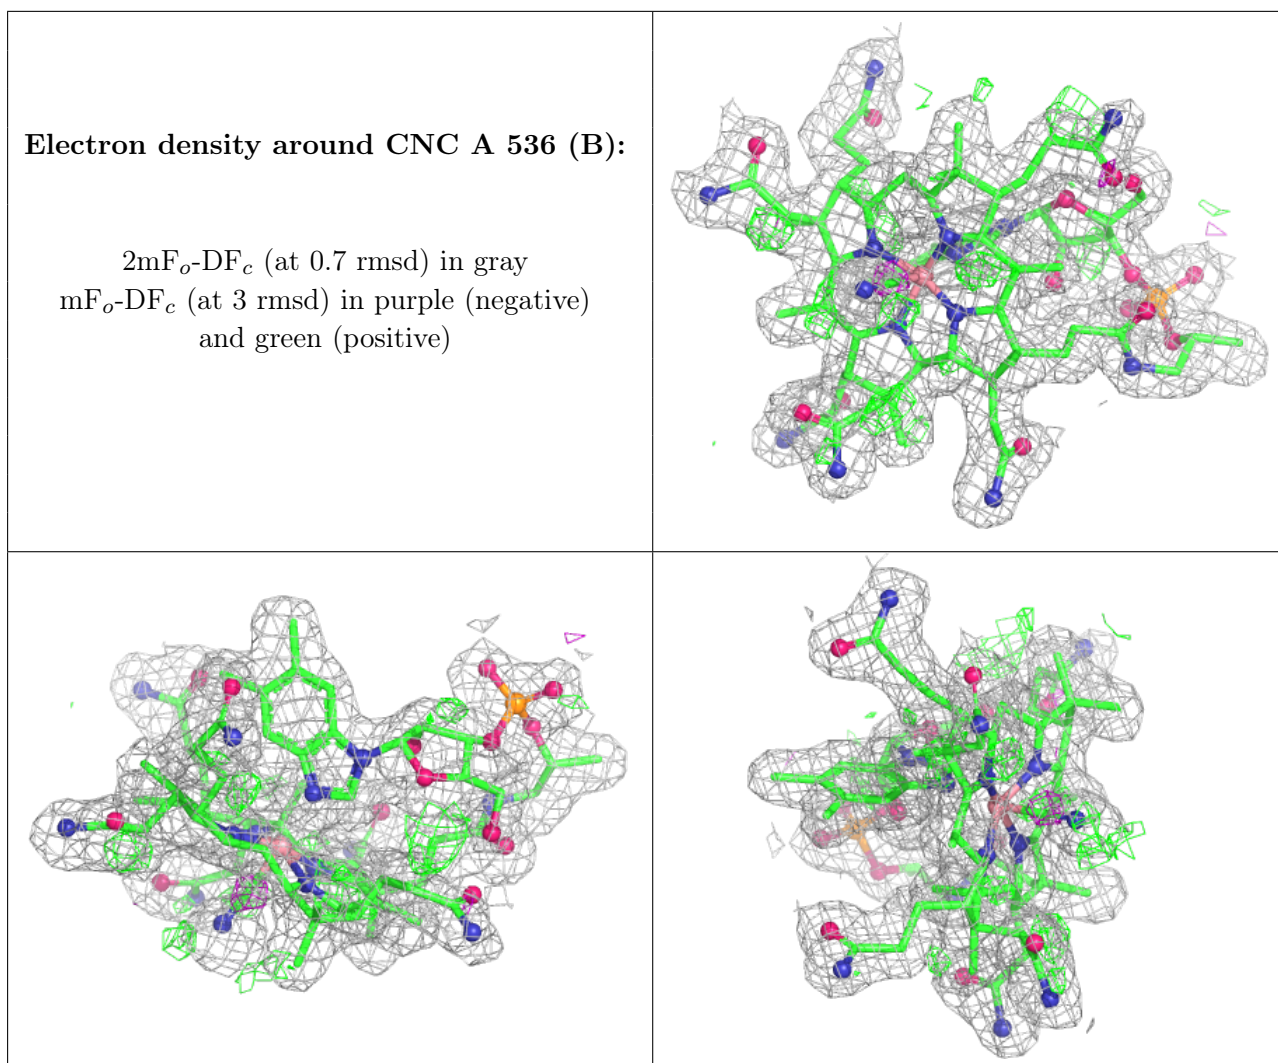 Electron density around CNC A 536 (B):
2mFₒ-DF𝒸 (at 0.7 rmsd) in gray
mFₒ-DF𝒸 (at 3 rmsd) in purple (negative)
and green (positive)